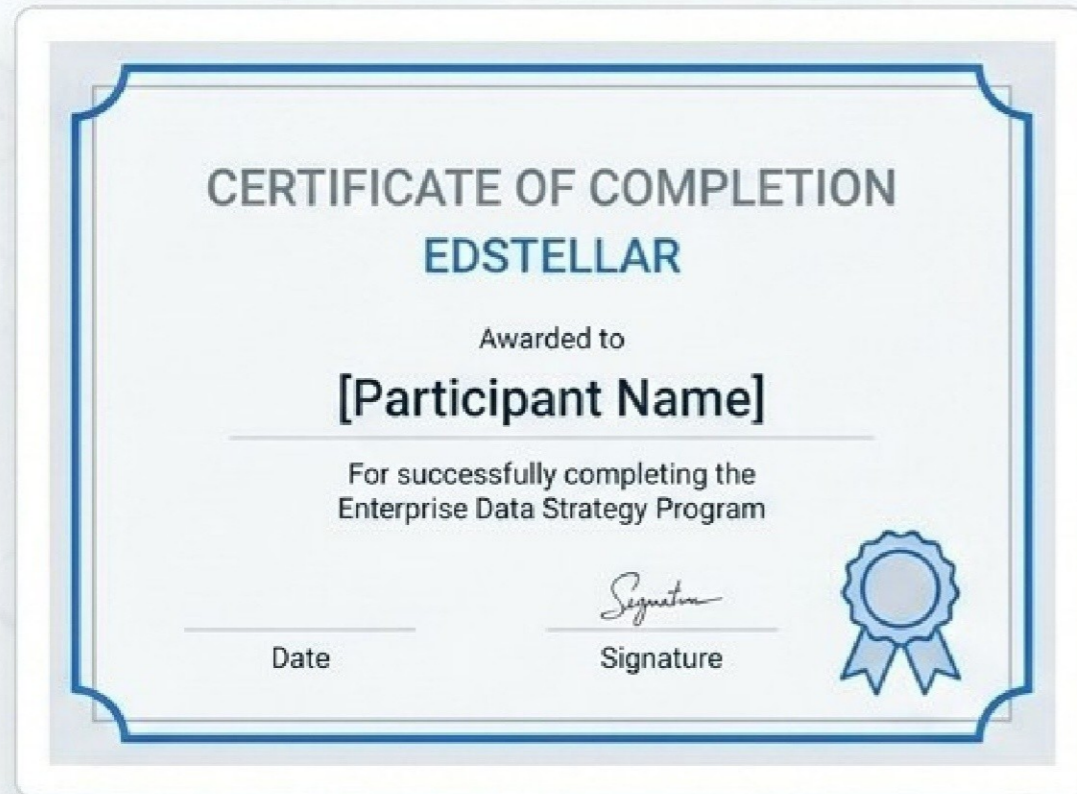 CERTIFICATE OF COMPLETION
EDSTELLAR
Awarded to
[Participant Name]
For successfully completing the
Enterprise Data Strategy Program
Date
Signature